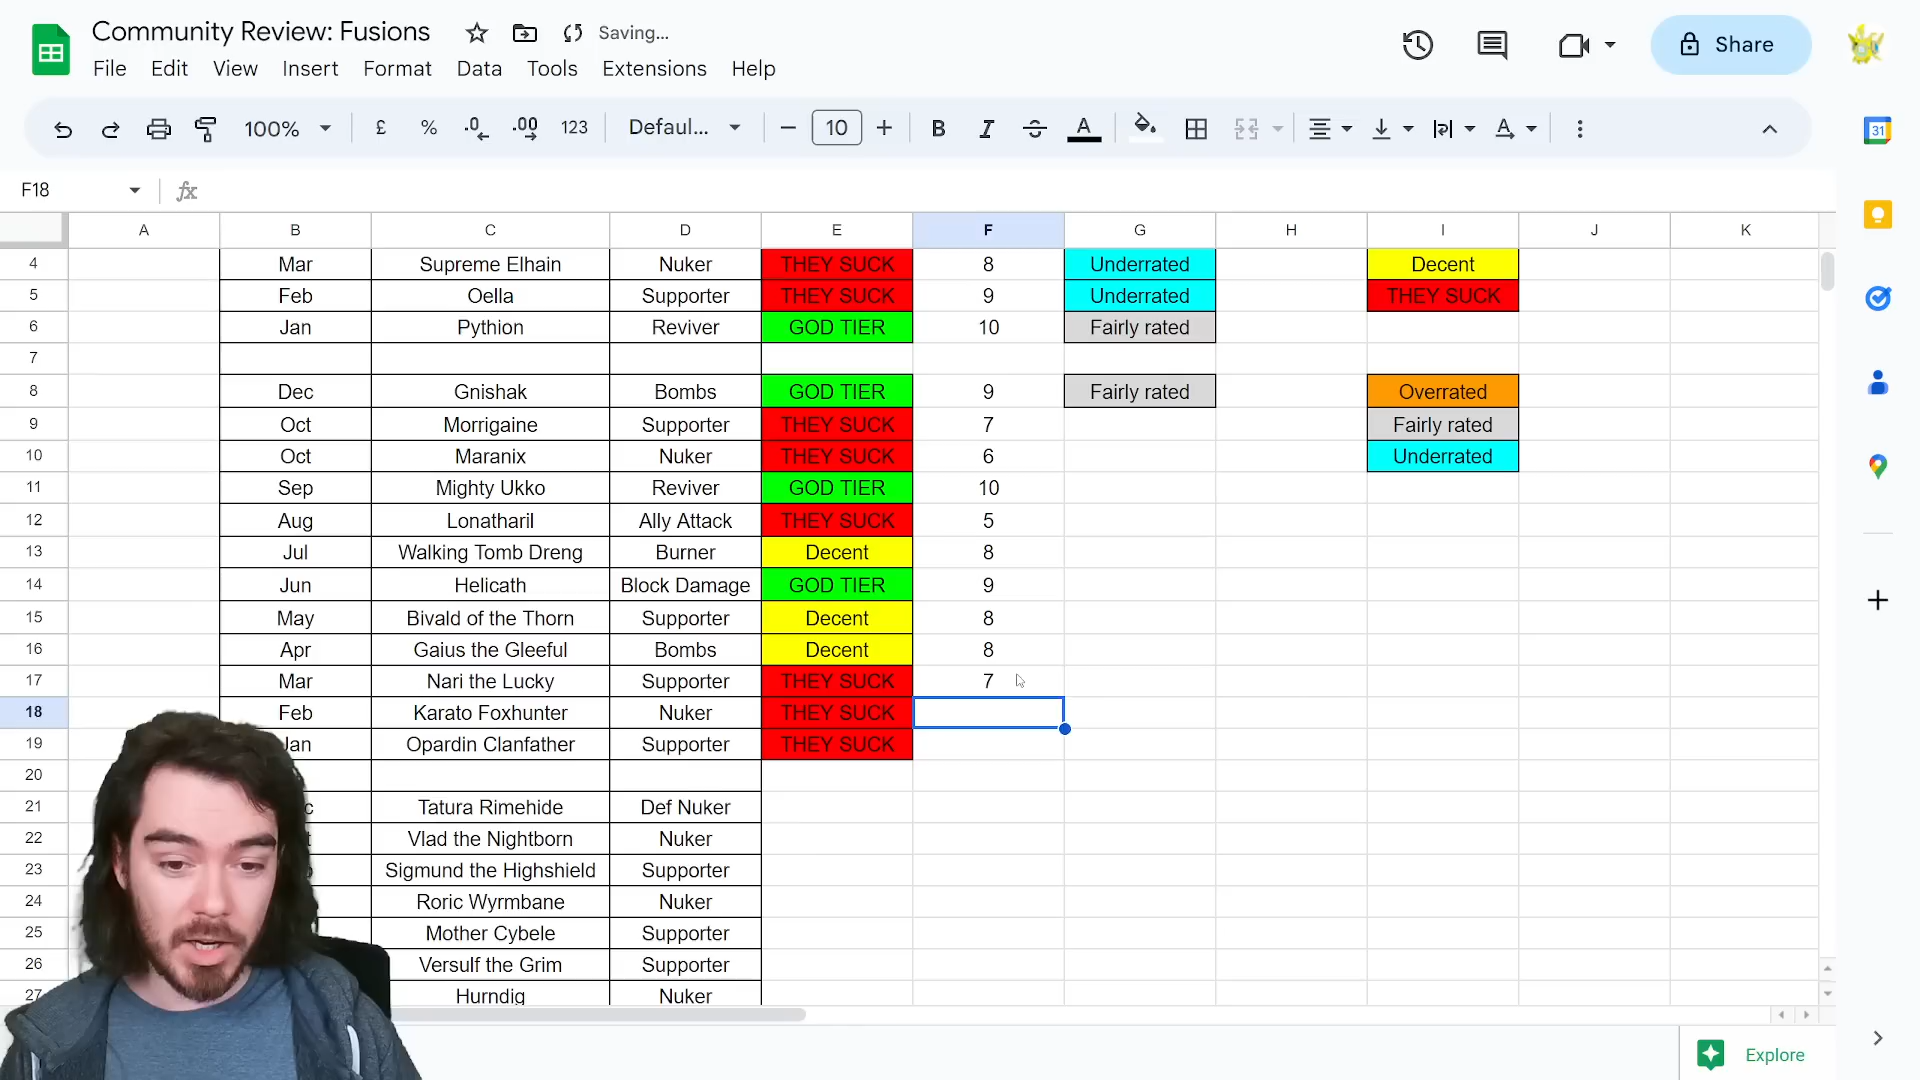 Community Review: Fusions Saving...
File Edit View Insert Format Data Tools Extensions Help
Share
100% £ % .0 .00 123 Defaul... 10 B I A
31
F18 fx
A B C D E F G H I J K
4 Mar Supreme Elhain Nuker THEY SUCK 8 Underrated Decent
5 Feb Oella Supporter THEY SUCK 9 Underrated THEY SUCK
6 Jan Pythion Reviver GOD TIER 10 Fairly rated
7
8 Dec Gnishak Bombs GOD TIER 9 Fairly rated Overrated
9 Oct Morrigaine Supporter THEY SUCK 7 Fairly rated
10 Oct Maranix Nuker THEY SUCK 6 Underrated
11 Sep Mighty Ukko Reviver GOD TIER 10
12 Aug Lonatharil Ally Attack THEY SUCK 5
13 Jul Walking Tomb Dreng Burner Decent 8
14 Jun Helicath Block Damage GOD TIER 9
15 May Bivald of the Thorn Supporter Decent 8
16 Apr Gaius the Gleeful Bombs Decent 8
17 Mar Nari the Lucky Supporter THEY SUCK 7
18 Feb Karato Foxhunter Nuker THEY SUCK
19 Jan Opardin Clanfather Supporter THEY SUCK
20
21 Tatura Rimehide Def Nuker
22 Vlad the Nightborn Nuker
23 Sigmund the Highshield Supporter
24 Roric Wyrmbane Nuker
25 Mother Cybele Supporter
26 Versulf the Grim Supporter
27 Hurndig Nuker
Explore